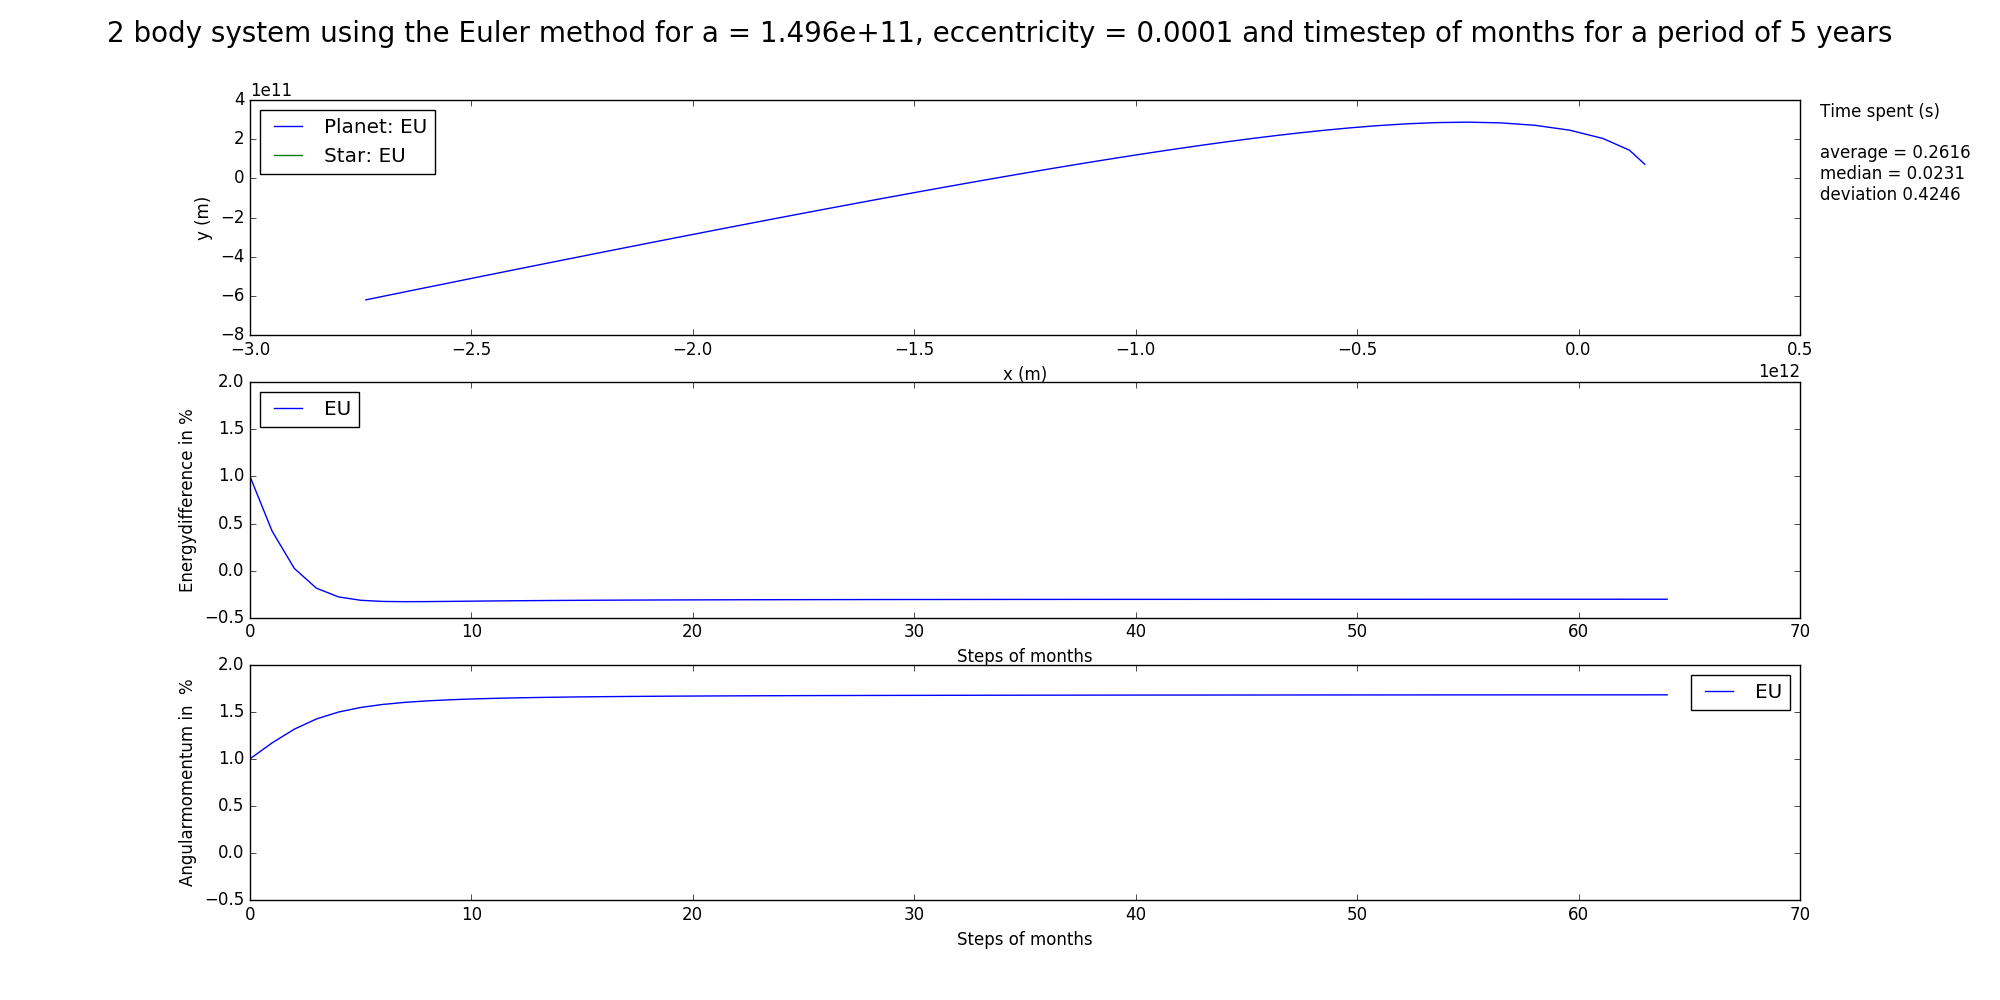 2 body system using the Euler method for a = 1.496e+11, eccentricity = 0.0001 and timestep of months for a period of 5 years
1e11
4
2
0
−2
−4
−6
−8
y (m)
Planet: EU
Star: EU
−3.0 −2.5 −2.0 −1.5 −1.0 −0.5 0.0 0.5
x (m)
1e12
Time spent (s)
average = 0.2616
median = 0.0231
deviation 0.4246
2.0
1.5
1.0
0.5
0.0
−0.5
Energydifference in %
EU
0 10 20 30 40 50 60 70
Steps of months
2.0
1.5
1.0
0.5
0.0
−0.5
Angularmomentum in %
EU
0 10 20 30 40 50 60 70
Steps of months